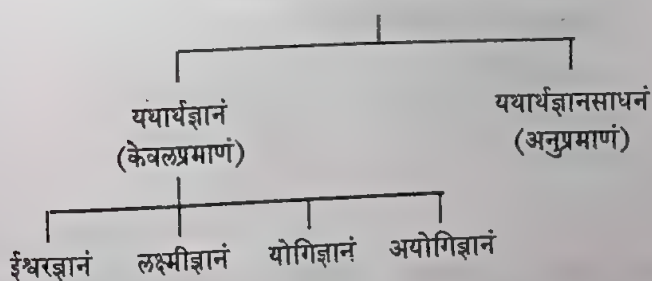 यथार्थज्ञानं यथार्थज्ञानसाधनं
(केवलप्रमाणं) (अनुप्रमाणं)
ईश्वरज्ञानं लक्ष्मीज्ञानं योगिज्ञानं अयोगिज्ञानं